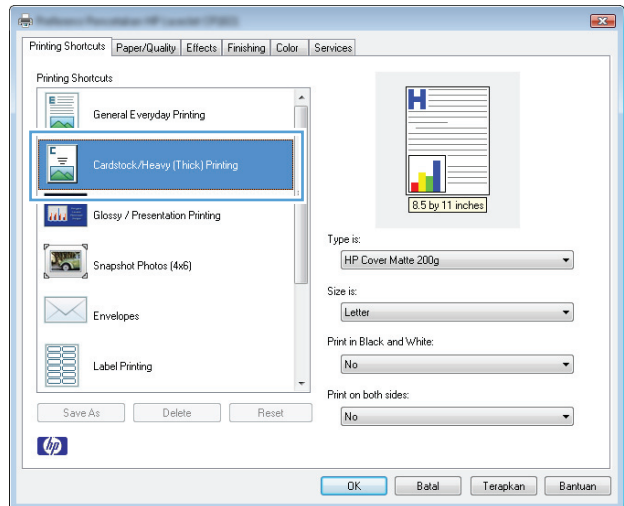 Printing Shortcuts Paper/Quality Effects Finishing Color Services
Printing Shortcuts
General Everyday Printing
Cardstock/Heavy (Thick) Printing
Glossy / Presentation Printing
Snapshot Photos (4x6)
Envelopes
Label Printing
Save As Delete Reset
hp
H
8.5 by 11 inches
Type is:
HP Cover Matte 200g
Size is:
Letter
Print in Black and White:
No
Print on both sides:
No
OK Batal Terapkan Bantuan